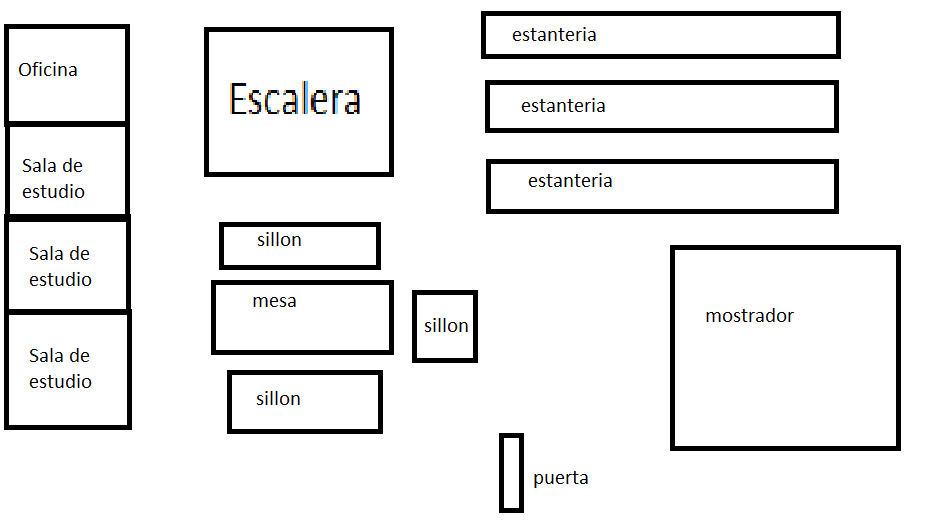 Oficina
Escalera
estanteria
estanteria
estanteria
Sala de
estudio
Sala de
estudio
Sala de
estudio
sillon
mesa
sillon
sillon
mostrador
puerta